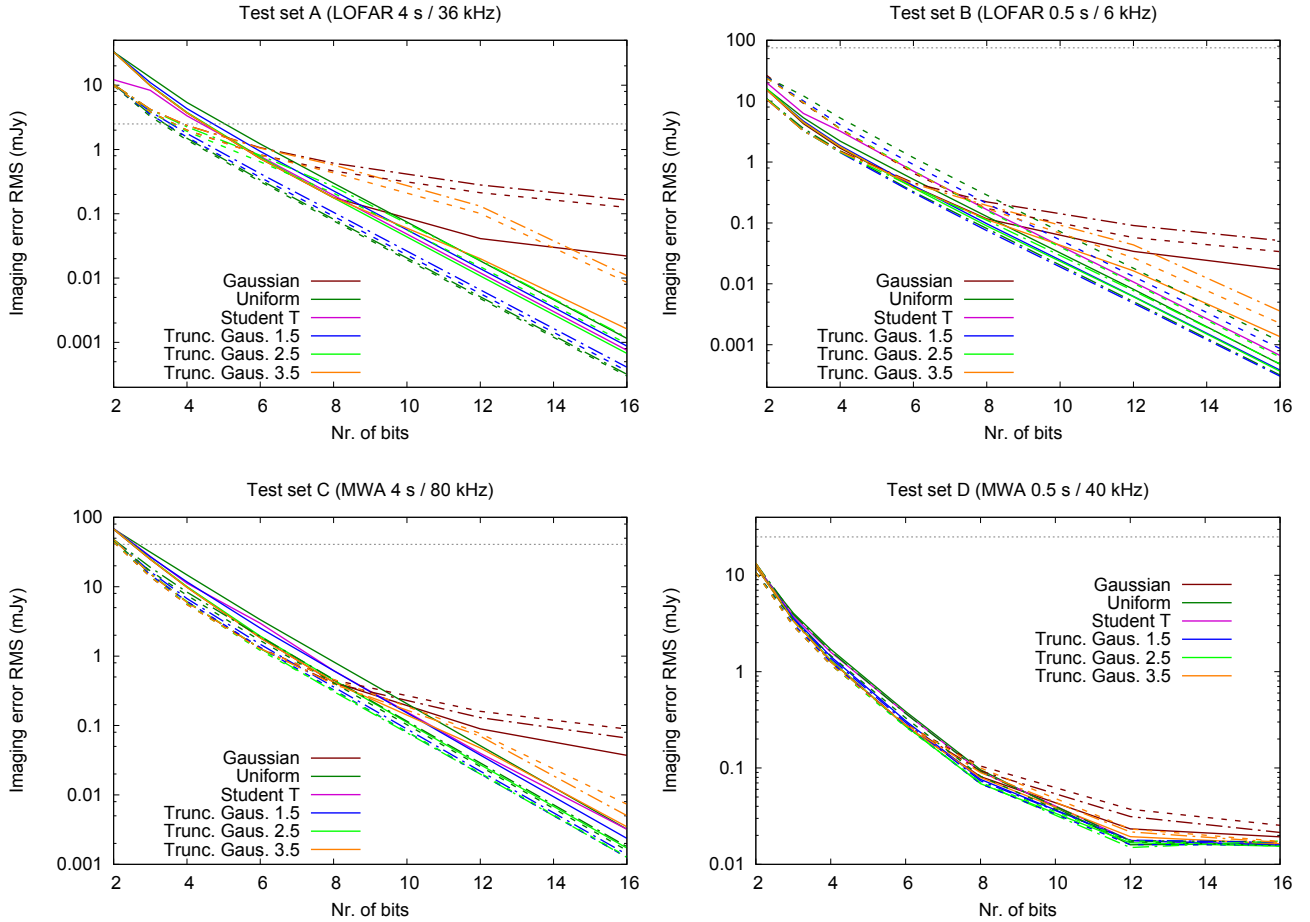 Test set A (LOFAR 4 s / 36 kHz)
Imaging error RMS (mJy)
10
1
0.1
0.01
0.001
Gaussian
Uniform
Student T
Trunc. Gaus. 1.5
Trunc. Gaus. 2.5
Trunc. Gaus. 3.5
2 4 6 8 10 12 14 16
Nr. of bits
Test set B (LOFAR 0.5 s / 6 kHz)
Imaging error RMS (mJy)
100
10
1
0.1
0.01
0.001
Gaussian
Uniform
Student T
Trunc. Gaus. 1.5
Trunc. Gaus. 2.5
Trunc. Gaus. 3.5
2 4 6 8 10 12 14 16
Nr. of bits
Test set C (MWA 4 s / 80 kHz)
Imaging error RMS (mJy)
100
10
1
0.1
0.01
0.001
Gaussian
Uniform
Student T
Trunc. Gaus. 1.5
Trunc. Gaus. 2.5
Trunc. Gaus. 3.5
2 4 6 8 10 12 14 16
Nr. of bits
Test set D (MWA 0.5 s / 40 kHz)
Imaging error RMS (mJy)
10
1
0.1
0.01
Gaussian
Uniform
Student T
Trunc. Gaus. 1.5
Trunc. Gaus. 2.5
Trunc. Gaus. 3.5
2 4 6 8 10 12 14 16
Nr. of bits